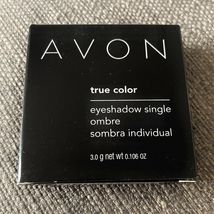 AVON
true color
eyeshadow single
ombre
sombra individual
3.0 g net wt 0.106 OZ